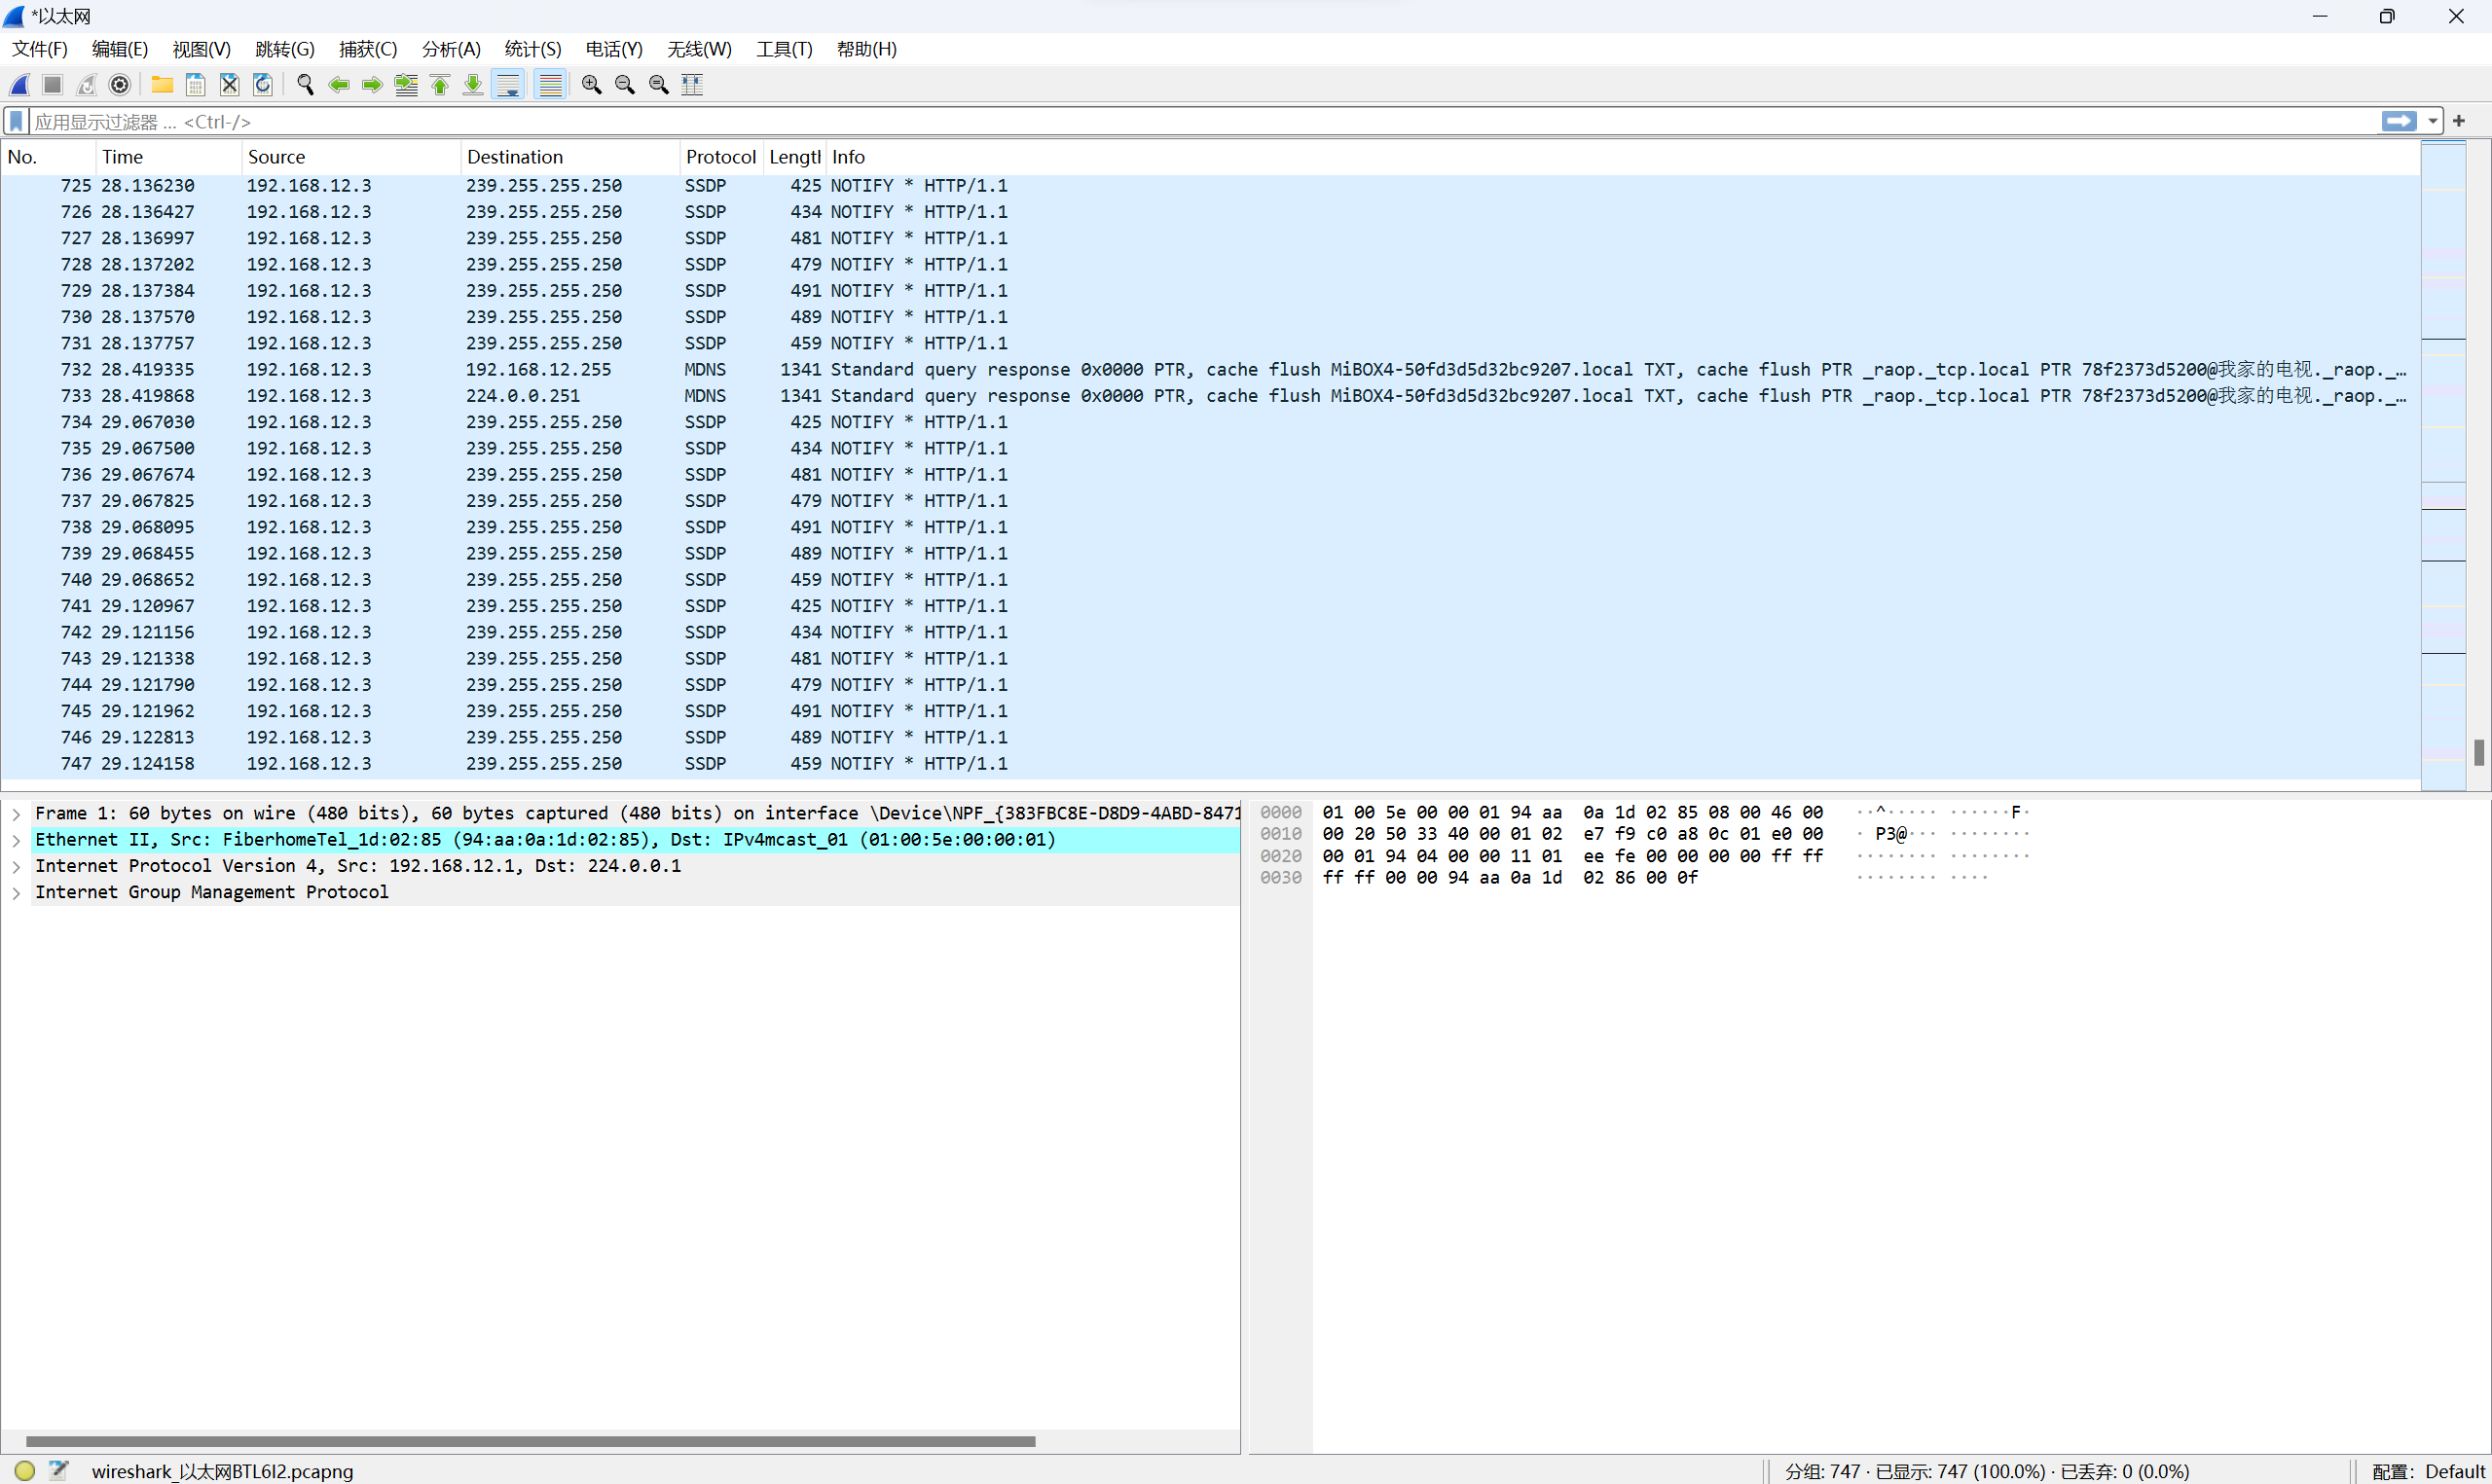 *以太网
文件(F) 编辑(E) 视图(V) 跳转(G) 捕获(C) 分析(A) 统计(S) 电话(Y) 无线(W) 工具(T) 帮助(H)
应用显示过滤器 … <Ctrl-/>
No. Time Source Destination Protocol Lengtl Info
725 28.136230 192.168.12.3 239.255.255.250 SSDP 425 NOTIFY * HTTP/1.1
726 28.136427 192.168.12.3 239.255.255.250 SSDP 434 NOTIFY * HTTP/1.1
727 28.136997 192.168.12.3 239.255.255.250 SSDP 481 NOTIFY * HTTP/1.1
728 28.137202 192.168.12.3 239.255.255.250 SSDP 479 NOTIFY * HTTP/1.1
729 28.137384 192.168.12.3 239.255.255.250 SSDP 491 NOTIFY * HTTP/1.1
730 28.137570 192.168.12.3 239.255.255.250 SSDP 489 NOTIFY * HTTP/1.1
731 28.137757 192.168.12.3 239.255.255.250 SSDP 459 NOTIFY * HTTP/1.1
732 28.419335 192.168.12.3 192.168.12.255 MDNS 1341 Standard query response 0x0000 PTR, cache flush MiBOX4-50fd3d5d32bc9207.local TXT, cache flush PTR _raop._tcp.local PTR 78f2373d5200@我家的电视._raop._…
733 28.419868 192.168.12.3 224.0.0.251 MDNS 1341 Standard query response 0x0000 PTR, cache flush MiBOX4-50fd3d5d32bc9207.local TXT, cache flush PTR _raop._tcp.local PTR 78f2373d5200@我家的电视._raop._…
734 29.067030 192.168.12.3 239.255.255.250 SSDP 425 NOTIFY * HTTP/1.1
735 29.067500 192.168.12.3 239.255.255.250 SSDP 434 NOTIFY * HTTP/1.1
736 29.067674 192.168.12.3 239.255.255.250 SSDP 481 NOTIFY * HTTP/1.1
737 29.067825 192.168.12.3 239.255.255.250 SSDP 479 NOTIFY * HTTP/1.1
738 29.068095 192.168.12.3 239.255.255.250 SSDP 491 NOTIFY * HTTP/1.1
739 29.068455 192.168.12.3 239.255.255.250 SSDP 489 NOTIFY * HTTP/1.1
740 29.068652 192.168.12.3 239.255.255.250 SSDP 459 NOTIFY * HTTP/1.1
741 29.120967 192.168.12.3 239.255.255.250 SSDP 425 NOTIFY * HTTP/1.1
742 29.121156 192.168.12.3 239.255.255.250 SSDP 434 NOTIFY * HTTP/1.1
743 29.121338 192.168.12.3 239.255.255.250 SSDP 481 NOTIFY * HTTP/1.1
744 29.121790 192.168.12.3 239.255.255.250 SSDP 479 NOTIFY * HTTP/1.1
745 29.121962 192.168.12.3 239.255.255.250 SSDP 491 NOTIFY * HTTP/1.1
746 29.122813 192.168.12.3 239.255.255.250 SSDP 489 NOTIFY * HTTP/1.1
747 29.124158 192.168.12.3 239.255.255.250 SSDP 459 NOTIFY * HTTP/1.1
Frame 1: 60 bytes on wire (480 bits), 60 bytes captured (480 bits) on interface \Device\NPF_{383FBC8E-D8D9-4ABD-8471
Ethernet II, Src: FiberhomeTel_1d:02:85 (94:aa:0a:1d:02:85), Dst: IPv4mcast_01 (01:00:5e:00:00:01)
Internet Protocol Version 4, Src: 192.168.12.1, Dst: 224.0.0.1
Internet Group Management Protocol
0000 01 00 5e 00 00 01 94 aa 0a 1d 02 85 08 00 46 00 ··^····· ······F·
0010 00 20 50 33 40 00 01 02 e7 f9 c0 a8 0c 01 e0 00 · P3@··· ········
0020 00 01 94 04 00 00 11 01 ee fe 00 00 00 00 ff ff ········ ········
0030 ff ff 00 00 94 aa 0a 1d 02 86 00 0f ········ ····
wireshark_以太网BTL6I2.pcapng 分组: 747 · 已显示: 747 (100.0%) · 已丢弃: 0 (0.0%) 配置: Default